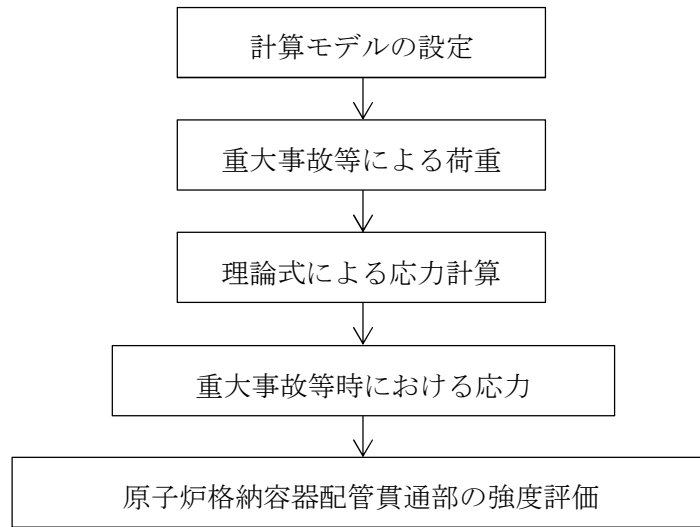 計算モデルの設定
重大事故等による荷重
理論式による応力計算
重大事故等時における応力
原子炉格納容器配管貫通部の強度評価